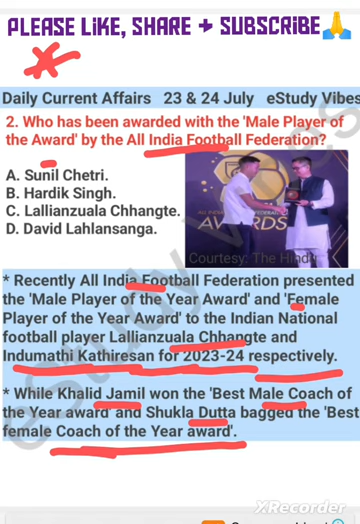 PLEASE LIKE, SHARE + SUBSCRIBE🙏
Daily Current Affairs 23 & 24 July eStudy Vibes
2. Who has been awarded with the 'Male Player of
the Award' by the All India Football Federation?
A. Sunil Chetri.
B. Hardik Singh.
C. Lallianzuala Chhangte.
D. David Lahlansanga.
AWARDS
Courtesy: The Hindu
* Recently All India Football Federation presented
the 'Male Player of the Year Award' and 'Female
Player of the Year Award' to the Indian National
football player Lallianzuala Chhangte and
Indumathi Kathiresan for 2023-24 respectively.
* While Khalid Jamil won the 'Best Male Coach of
the Year award' and Shukla Dutta bagged the 'Best
female Coach of the Year award'.
XRecorder